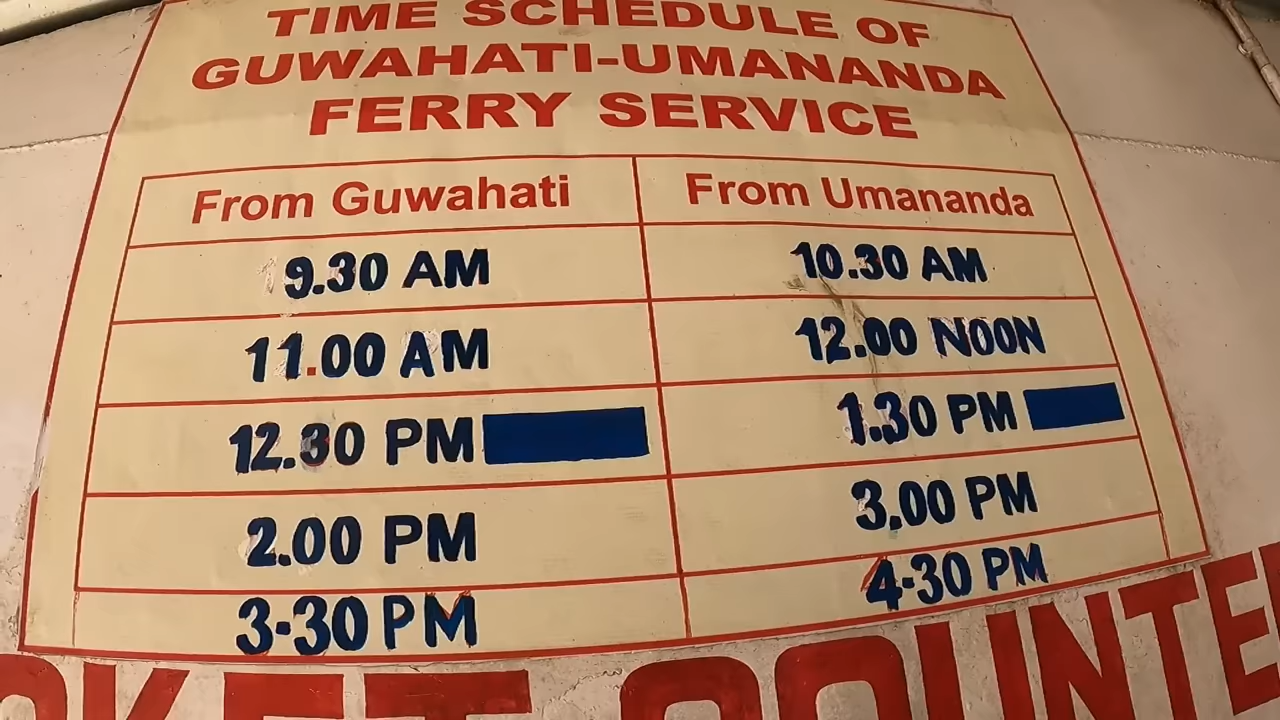 TIME SCHEDULE OF
GUWAHATI-UMANANDA
FERRY SERVICE
From Guwahati From Umananda
9.30 AM 10.30 AM
11.00 AM 12.00 NOON
12.30 PM 1.30 PM
2.00 PM 3.00 PM
3-30 PM 4-30 PM